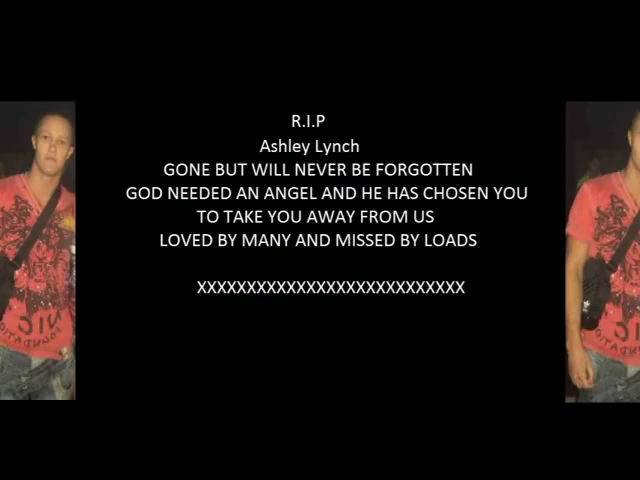 R.I.P
Ashley Lynch
GONE BUT WILL NEVER BE FORGOTTEN
GOD NEEDED AN ANGEL AND HE HAS CHOSEN YOU
TO TAKE YOU AWAY FROM US
LOVED BY MANY AND MISSED BY LOADS
XXXXXXXXXXXXXXXXXXXXXXXXXXX